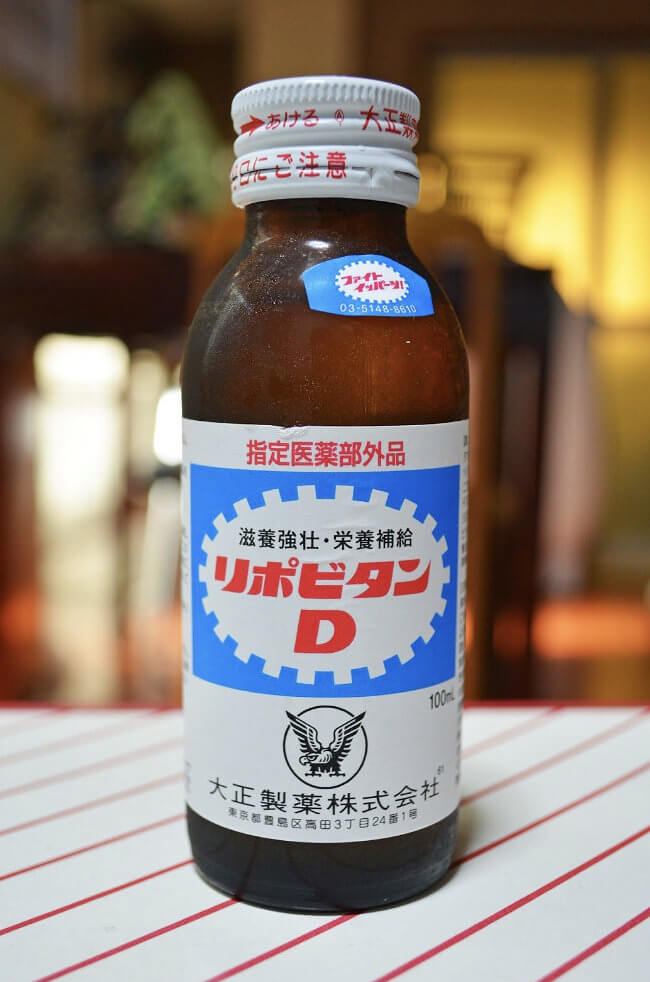 あける 大正製
口にご注意
ファイト
イッパーツ!
03-5148-8610
指定医薬部外品
滋養強壮・栄養補給
リポビタン
D
100mL
大正製薬株式会社
61
東京都豊島区高田3丁目24番1号